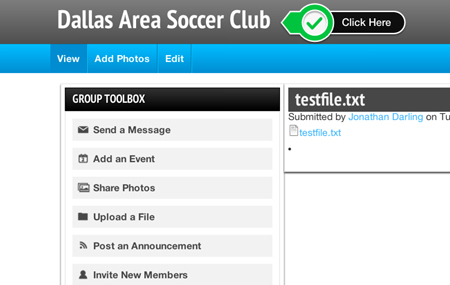 Dallas Area Soccer Club
Click Here
View Add Photos Edit
GROUP TOOLBOX
Send a Message
Add an Event
Share Photos
Upload a File
Post an Announcement
Invite New Members
testfile.txt
Submitted by Jonathan Darling on Tu
testfile.txt